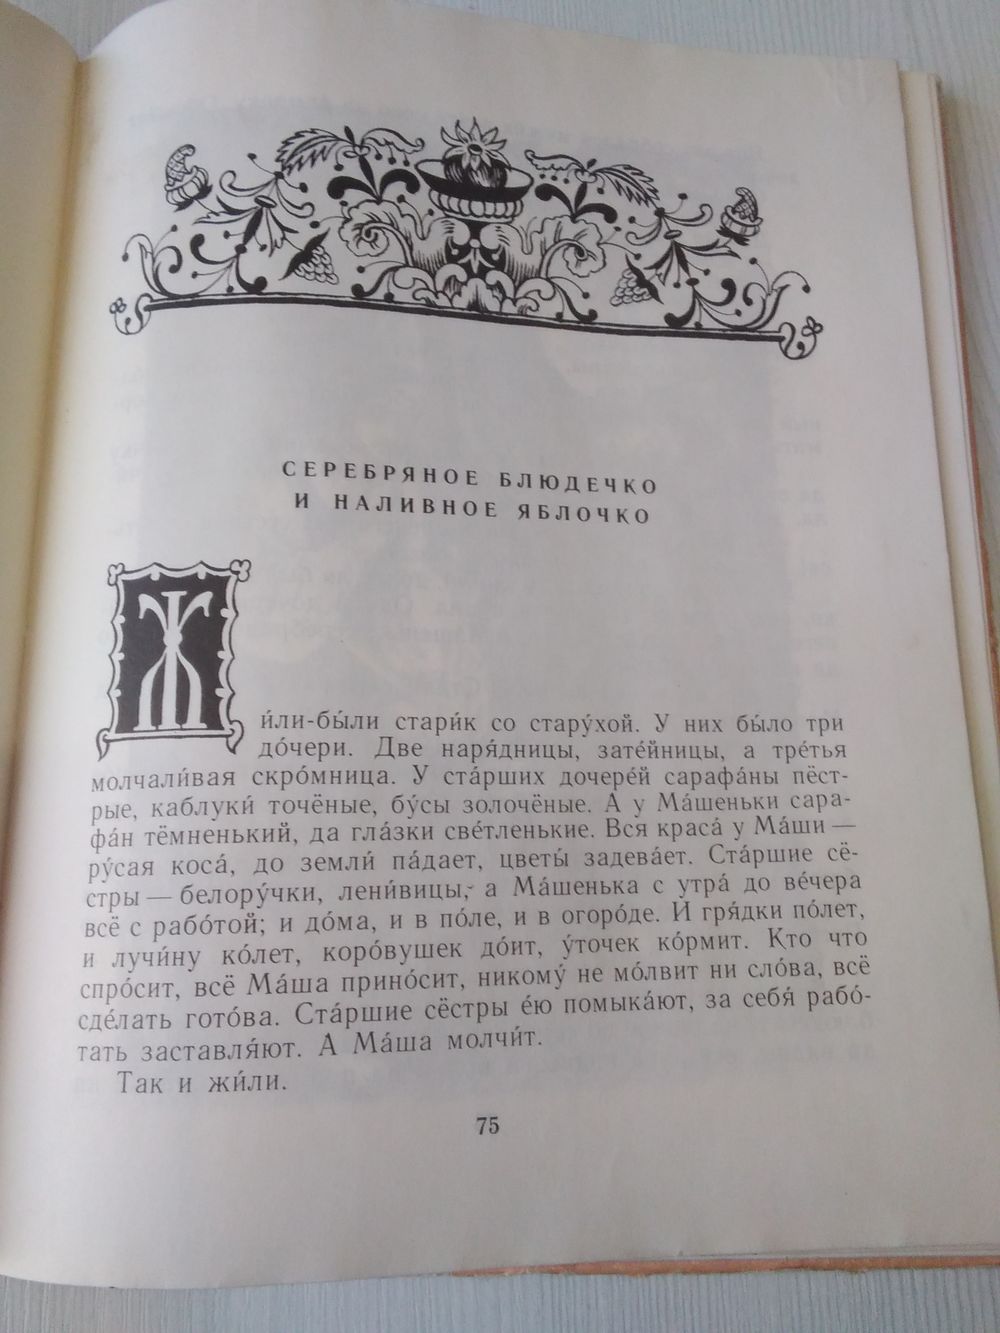 СЕРЕБРЯНОЕ БЛЮДЕЧКО
И НАЛИВНОЕ ЯБЛОЧКО
Жи́ли-бы́ли стари́к со стару́хой. У них бы́ло три
до́чери. Две наря́дницы, зате́йницы, а тре́тья
молчали́вая скро́мница. У ста́рших дочере́й сарафа́ны пёст-
рые, каблуки́ точёные, бу́сы золочёные. А у Ма́шеньки сара-
фа́н тёмненький, да гла́зки све́тленькие. Вся краса́ у Ма́ши —
ру́сая коса́, до земли́ па́дает, цветы́ задева́ет. Ста́ршие сё-
стры — белору́чки, лени́вицы, а Ма́шенька с утра́ до ве́чера
всё с рабо́той; и до́ма, и в по́ле, и в огоро́де. И гря́дки по́лет,
и лучи́ну ко́лет, коро́вушек до́ит, у́точек ко́рмит. Кто что
спро́сит, всё Ма́ша прино́сит, никому́ не мо́лвит ни сло́ва, всё
сде́лать гото́ва. Ста́ршие сёстры е́ю помыка́ют, за себя́ рабо́-
тать заставля́ют. А Ма́ша молчи́т.
Так и жи́ли.
75